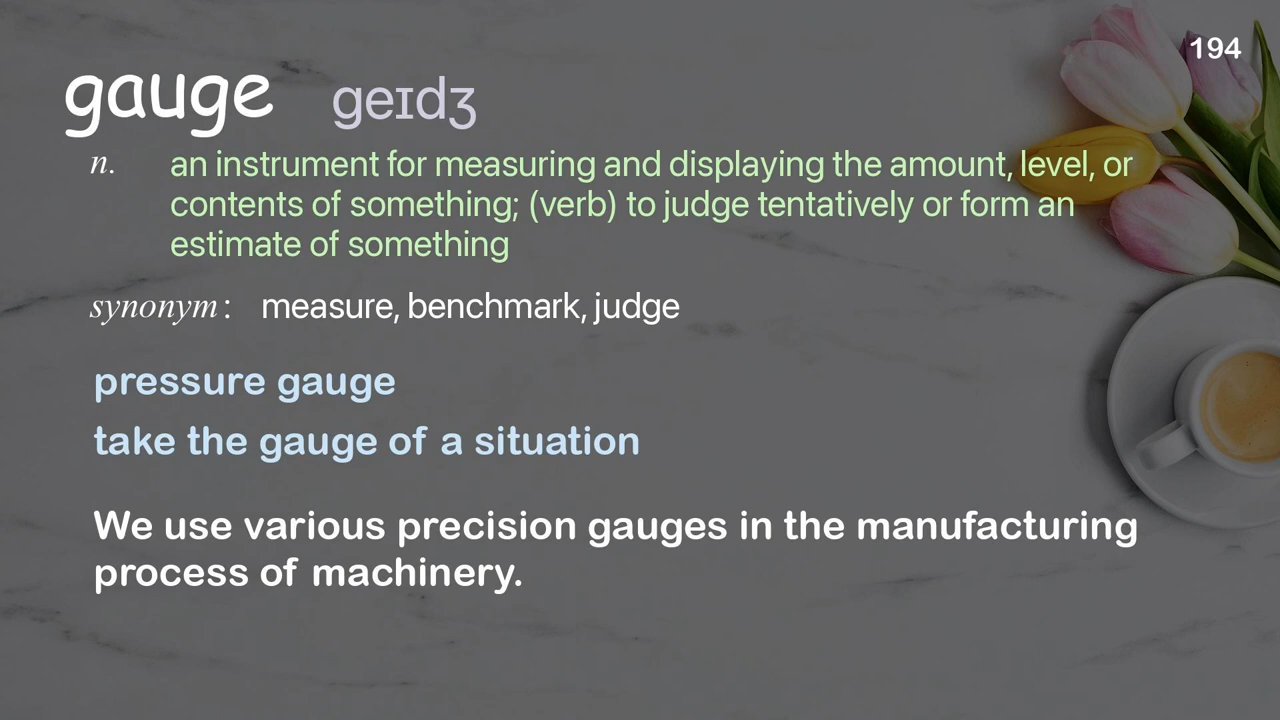 194
gauge geɪdʒ
n. an instrument for measuring and displaying the amount, level, or
contents of something; (verb) to judge tentatively or form an
estimate of something
synonym: measure, benchmark, judge
pressure gauge
take the gauge of a situation
We use various precision gauges in the manufacturing
process of machinery.